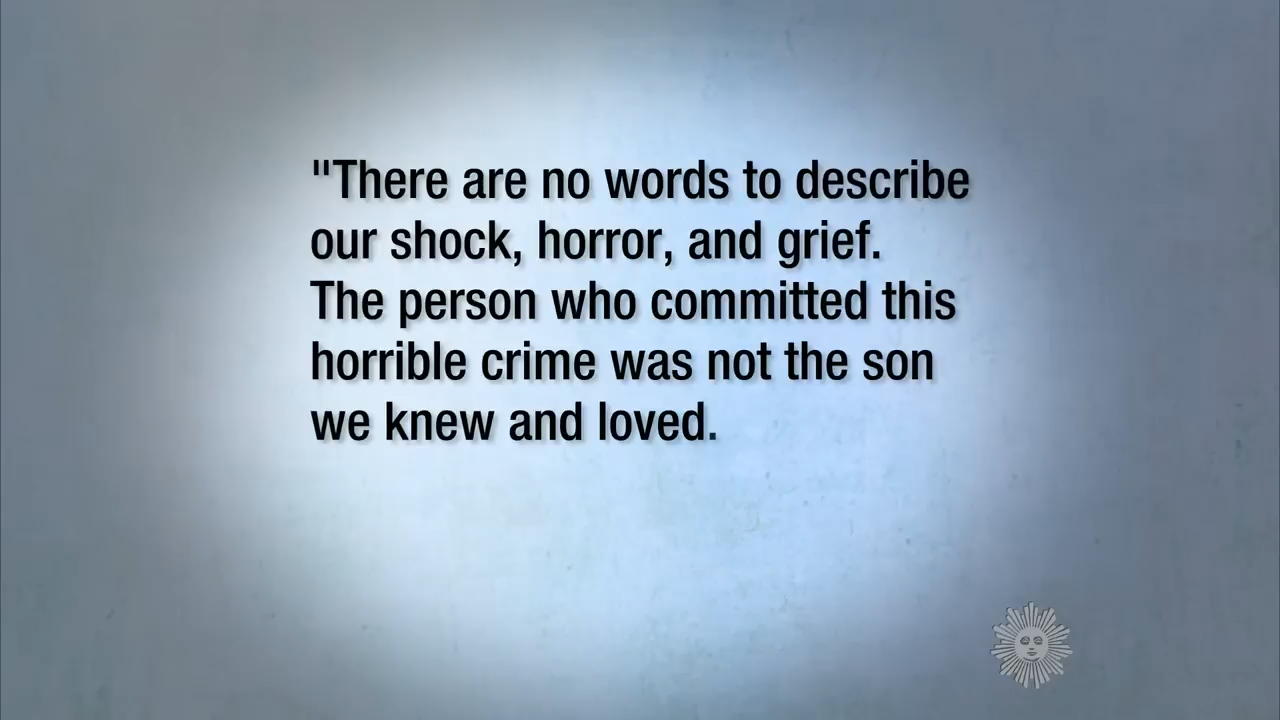 "There are no words to describe
our shock, horror, and grief.
The person who committed this
horrible crime was not the son
we knew and loved.